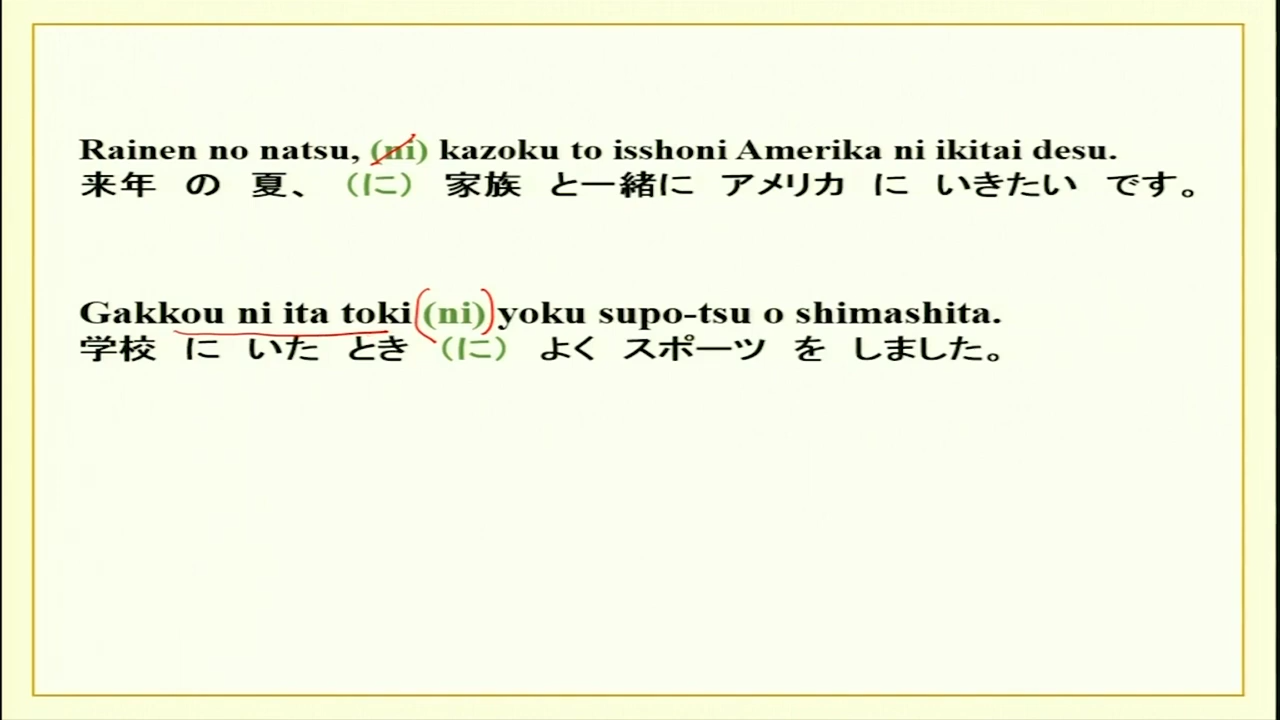 Rainen no natsu, (ni) kazoku to isshoni Amerika ni ikitai desu.
来年 の 夏、 (に) 家族 と一緒に アメリカ に いきたい です。
Gakkou ni ita toki (ni) yoku supo-tsu o shimashita.
学校 に いた とき (に) よく スポーツ を しました。